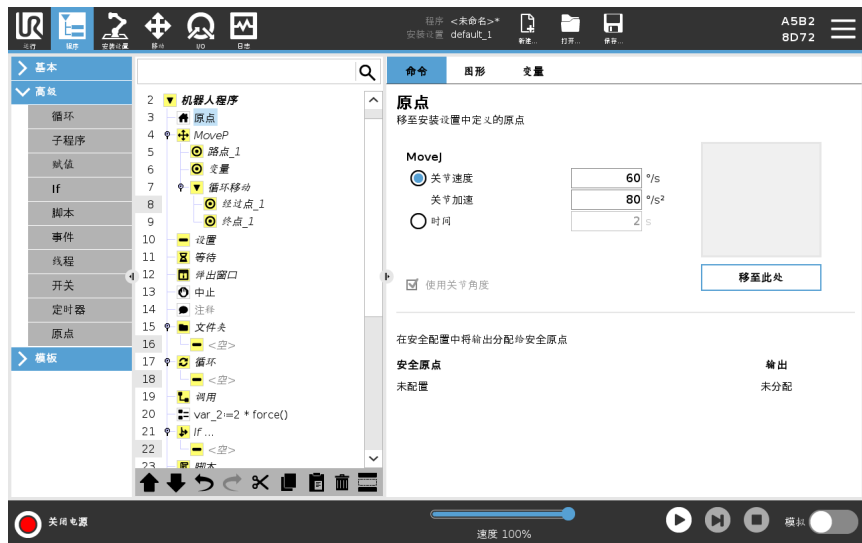 程序 <未命名>*
安装设置 default_1
运行 程序 安装设置 移动 I/O 日志
新建... 打开... 保存...
A5B2
8D72
基本
高级
循环
子程序
赋值
If
脚本
事件
线程
开关
定时器
原点
模板
2 机器人程序
3 原点
4 MoveP
5 路点_1
6 变量
7 循环移动
8 经过点_1
9 终点_1
10 设置
11 等待
12 弹出窗口
13 中止
14 注释
15 文件夹
16 <空>
17 循环
18 <空>
19 调用
20 var_2≔2 * force()
21 If ...
22 <空>
23 脚本
命令 图形 变量
原点
移至安装设置中定义的原点
MoveJ
关节速度 60 °/s
关节加速 80 °/s²
时间 2 s
使用关节角度
移至此处
在安全配置中将输出分配给安全原点
安全原点 输出
未配置 未分配
关闭电源
速度 100%
模拟